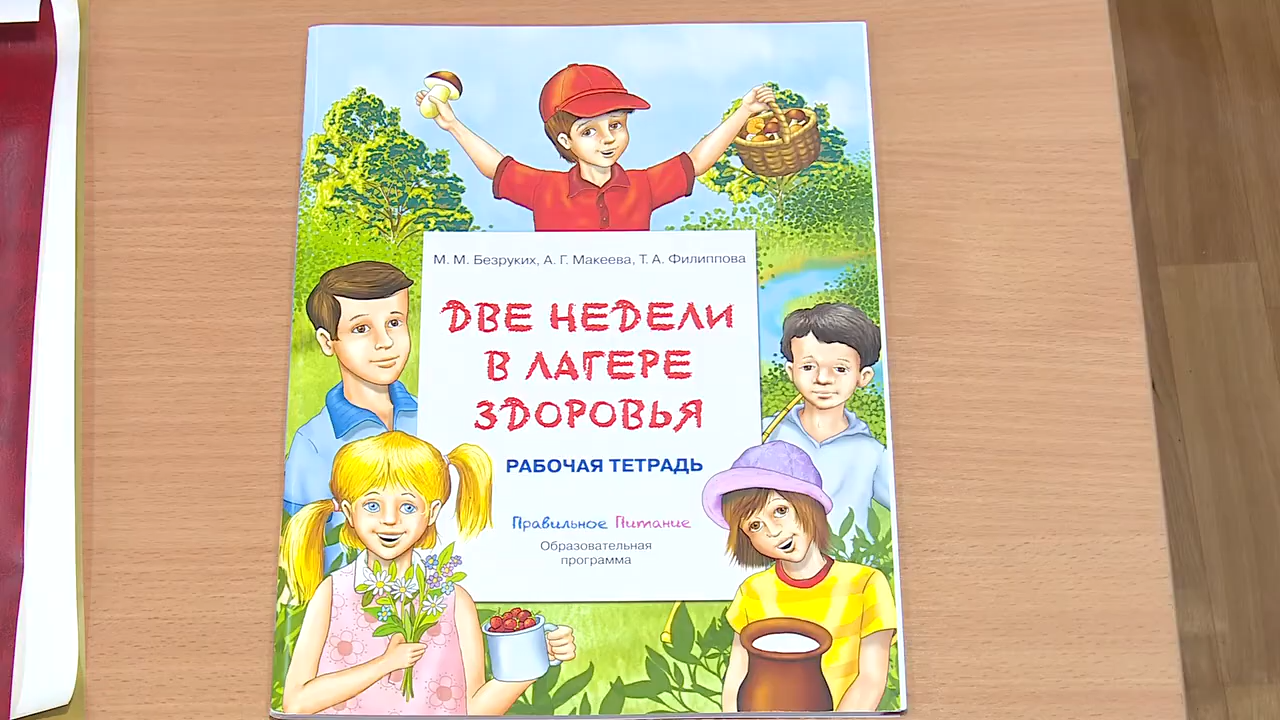 М. М. Безруких, А. Г. Макеева, Т. А. Филиппова
ДВЕ НЕДЕЛИ
В ЛАГЕРЕ
ЗДОРОВЬЯ
РАБОЧАЯ ТЕТРАДЬ
Правильное Питание
Образовательная
программа